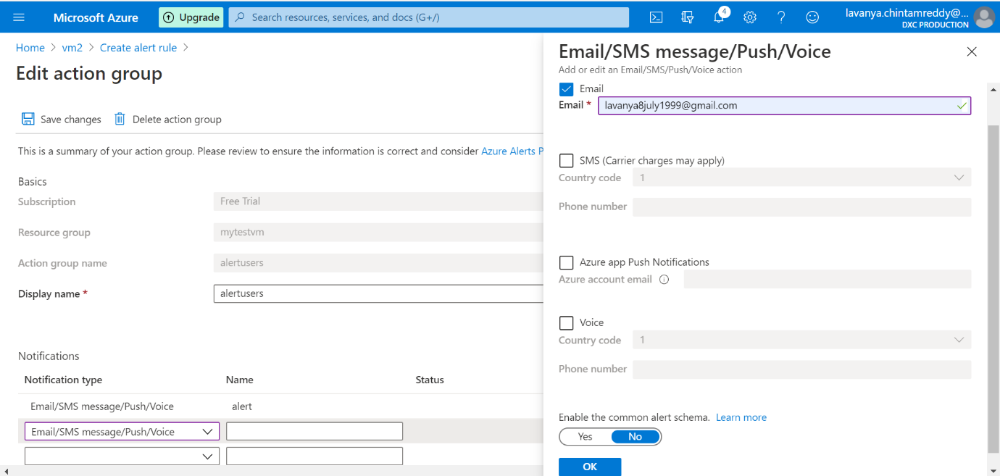 Microsoft Azure
Upgrade
Search resources, services, and docs (G+/)
4
lavanya.chintamreddy@...
DXC PRODUCTION
Home > vm2 > Create alert rule >
Edit action group
Save changes
Delete action group
This is a summary of your action group. Please review to ensure the information is correct and consider Azure Alerts P
Basics
Subscription
Free Trial
Resource group
mytestvm
Action group name
alertusers
Display name *
alertusers
Notifications
Notification type
Name
Status
Email/SMS message/Push/Voice
alert
Email/SMS message/Push/Voice
Email/SMS message/Push/Voice
Add or edit an Email/SMS/Push/Voice action
Email
Email *
lavanya8july1999@gmail.com
SMS (Carrier charges may apply)
Country code
1
Phone number
Azure app Push Notifications
Azure account email
Voice
Country code
1
Phone number
Enable the common alert schema. Learn more
Yes
No
OK